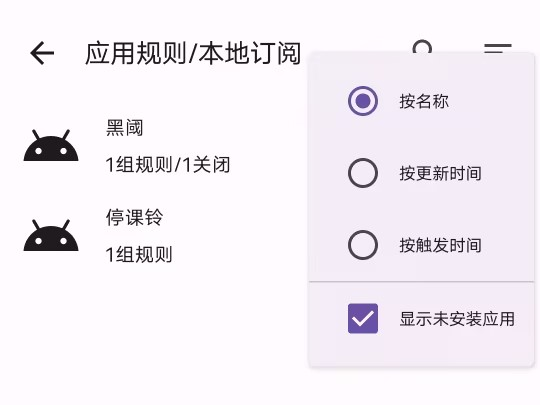 应用规则/本地订阅
黑阈
1组规则/1关闭
停课铃
1组规则
按名称
按更新时间
按触发时间
显示未安装应用